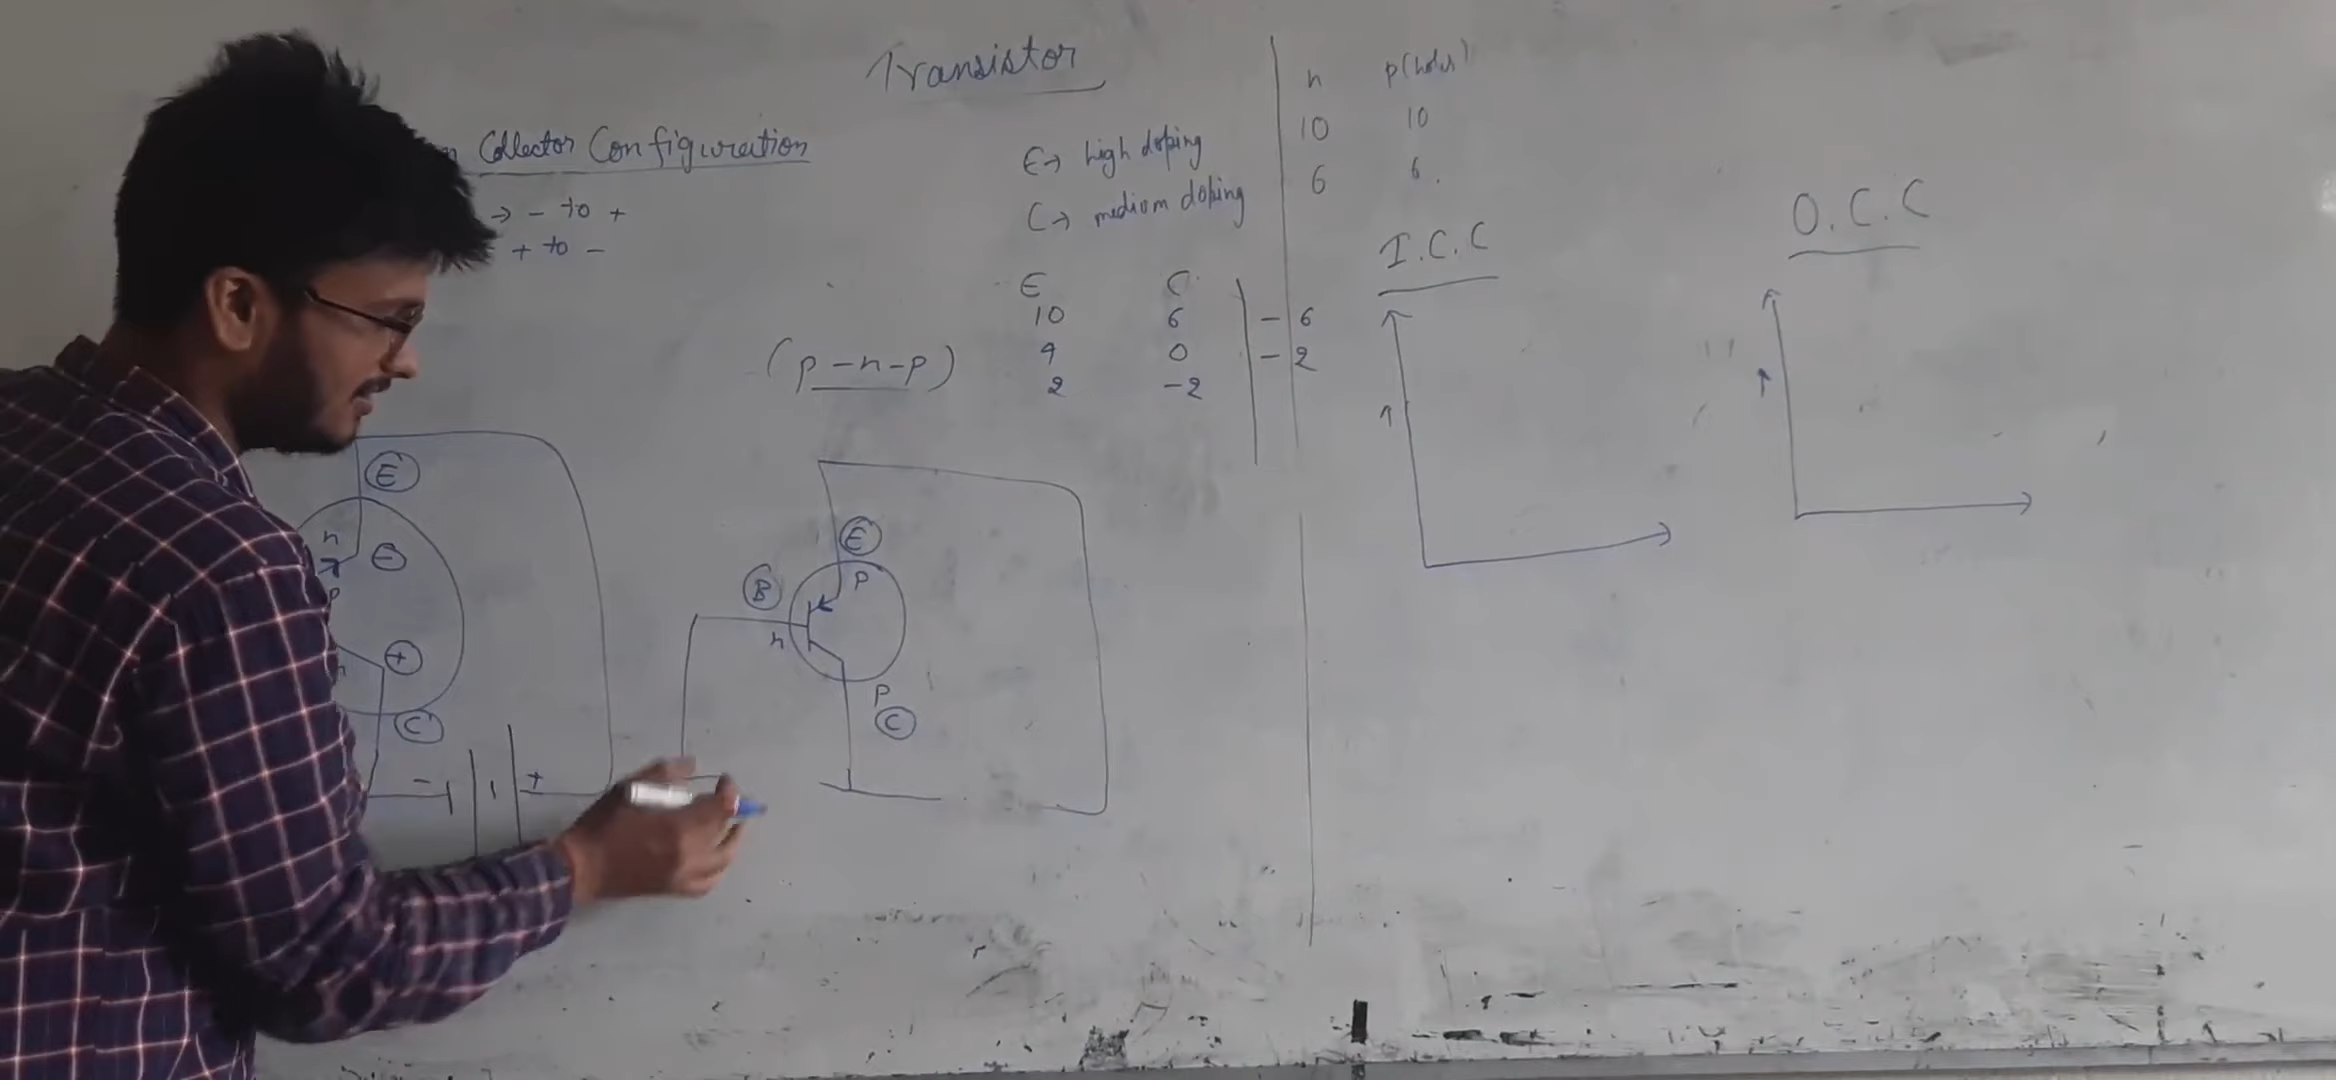 Transistor
Collector Configuration
→ - to +
+ to -
E → high doping
C → medium doping
n p(holes)
10 10
6 6.
I.C.C
O.C.C
E C
10 6 - 6
4 0 - 2
2 -2
(p-n-p)
E
n -
p
+
n
C
- +
E
B P
n
P
C